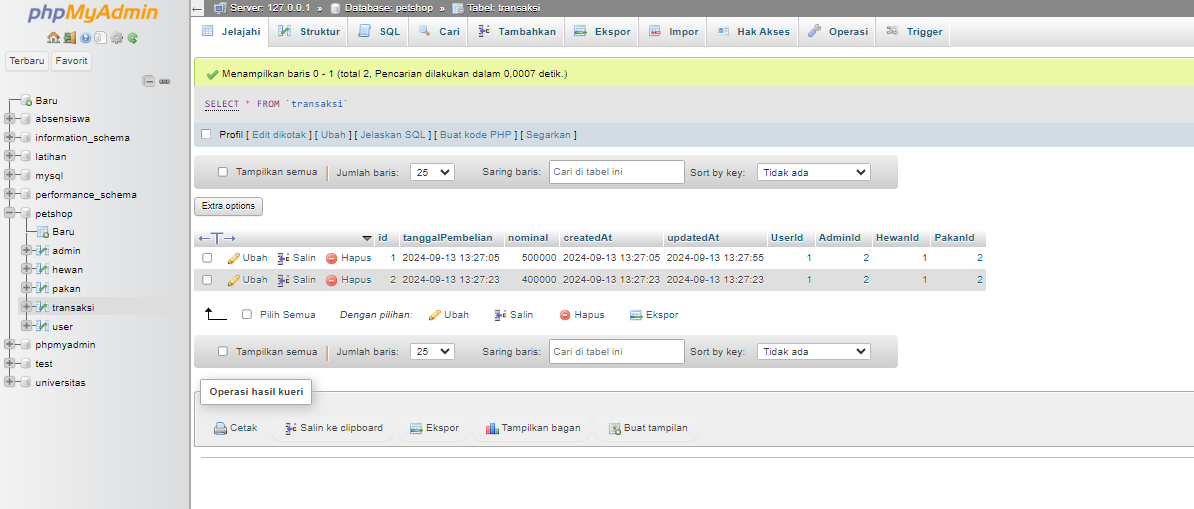 phpMyAdmin
Terbaru Favorit
Baru
absensiswa
information_schema
latihan
mysql
performance_schema
petshop
Baru
admin
hewan
pakan
transaksi
user
phpmyadmin
test
universitas
Server: 127.0.0.1 » Database: petshop » Tabel: transaksi
Jelajahi Struktur SQL Cari Tambahkan Ekspor Impor Hak Akses Operasi Trigger
Menampilkan baris 0 - 1 (total 2, Pencarian dilakukan dalam 0,0007 detik.)
SELECT * FROM `transaksi`
Profil [ Edit dikotak ] [ Ubah ] [ Jelaskan SQL ] [ Buat kode PHP ] [ Segarkan ]
Tampilkan semua Jumlah baris: 25 Saring baris: Cari di tabel ini Sort by key: Tidak ada
Extra options
id tanggalPembelian nominal createdAt updatedAt UserId AdminId HewanId PakanId
Ubah Salin Hapus 1 2024-09-13 13:27:05 500000 2024-09-13 13:27:05 2024-09-13 13:27:55 1 2 1 2
Ubah Salin Hapus 2 2024-09-13 13:27:23 400000 2024-09-13 13:27:23 2024-09-13 13:27:23 1 2 1 2
Pilih Semua Dengan pilihan: Ubah Salin Hapus Ekspor
Tampilkan semua Jumlah baris: 25 Saring baris: Cari di tabel ini Sort by key: Tidak ada
Operasi hasil kueri
Cetak Salin ke clipboard Ekspor Tampilkan bagan Buat tampilan